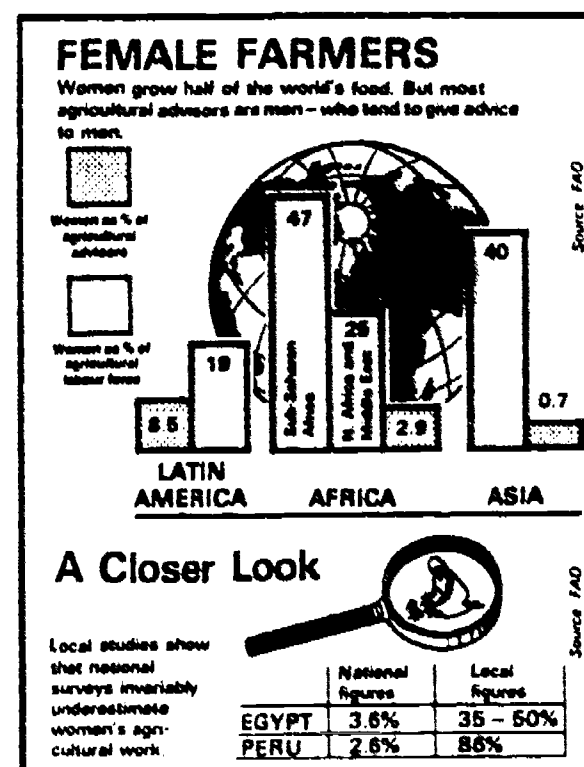 FEMALE FARMERS
Women grow half of the world's food. But most
agricultural advisors are men – who tend to give advice
to men.
Women as % of
agricultural
advisors
Women as % of
agricultural
labour force
Source FAO
8.5
19
47
Sub-Saharan
Africa
25
N. Africa and
Middle East
2.9
40
0.7
LATIN
AMERICA
AFRICA
ASIA
A Closer Look
Local studies show
that national
surveys invariably
underestimate
women's agri-
cultural work.
Source FAO
National
figures
Local
figures
EGYPT 3.6% 35 – 50%
PERU 2.6% 86%